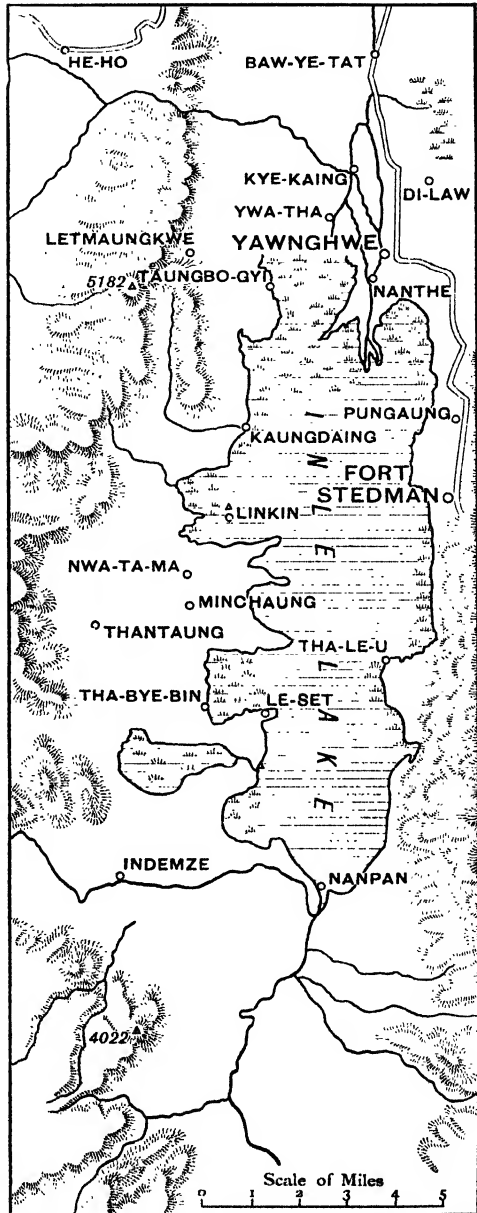 HE-HO
BAW-YE-TAT
KYE-KAING
DI-LAW
YWA-THA
LETMAUNGKWE
YAWNGHWE
5182
TAUNGBO-GYI
NANTHE
PUNGAUNG
KAUNGDAING
FORT
STEDMAN
LINKIN
NWA-TA-MA
MINCHAUNG
THANTAUNG
THA-LE-U
THA-BYE-BIN
LE-SET
INLE LAKE
INDEMZE
NANPAN
4022
Scale of Miles
0 1 2 3 4 5